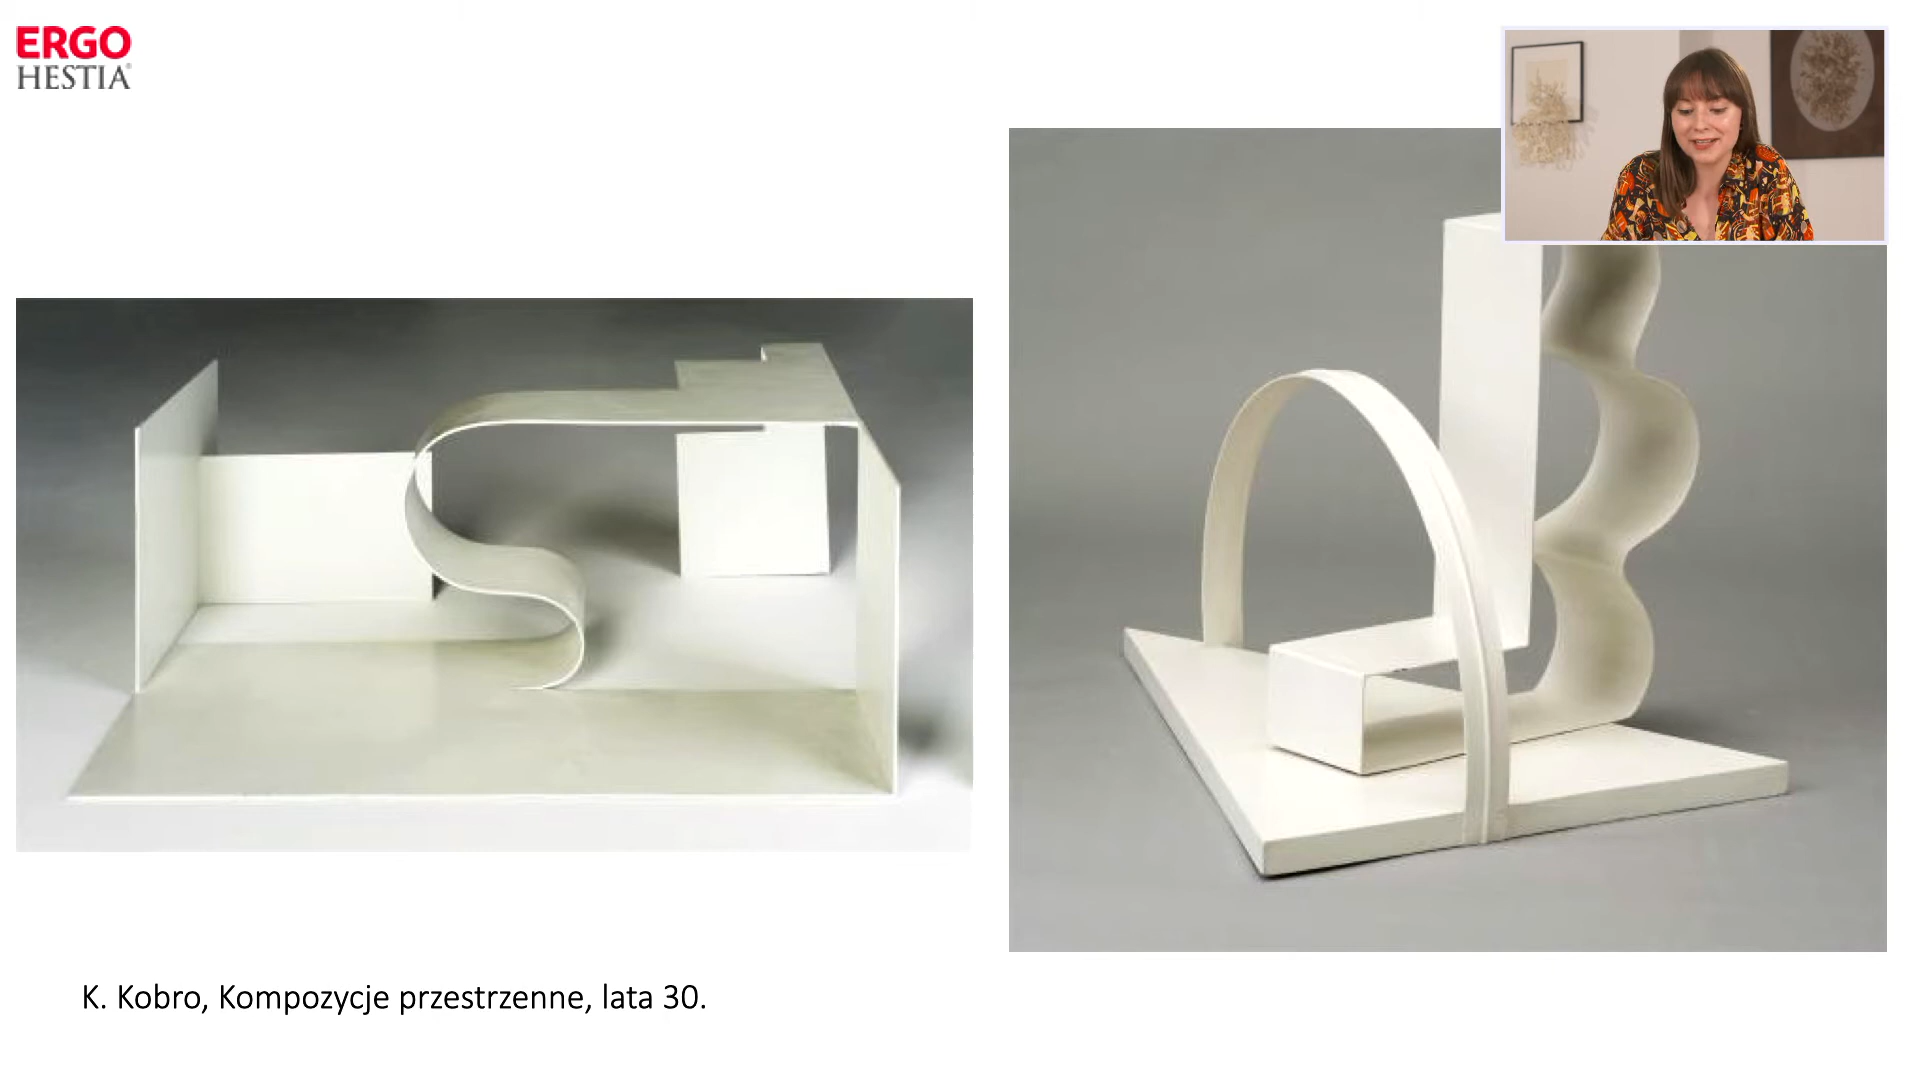 ERGO
HESTIA®
K. Kobro, Kompozycje przestrzenne, lata 30.